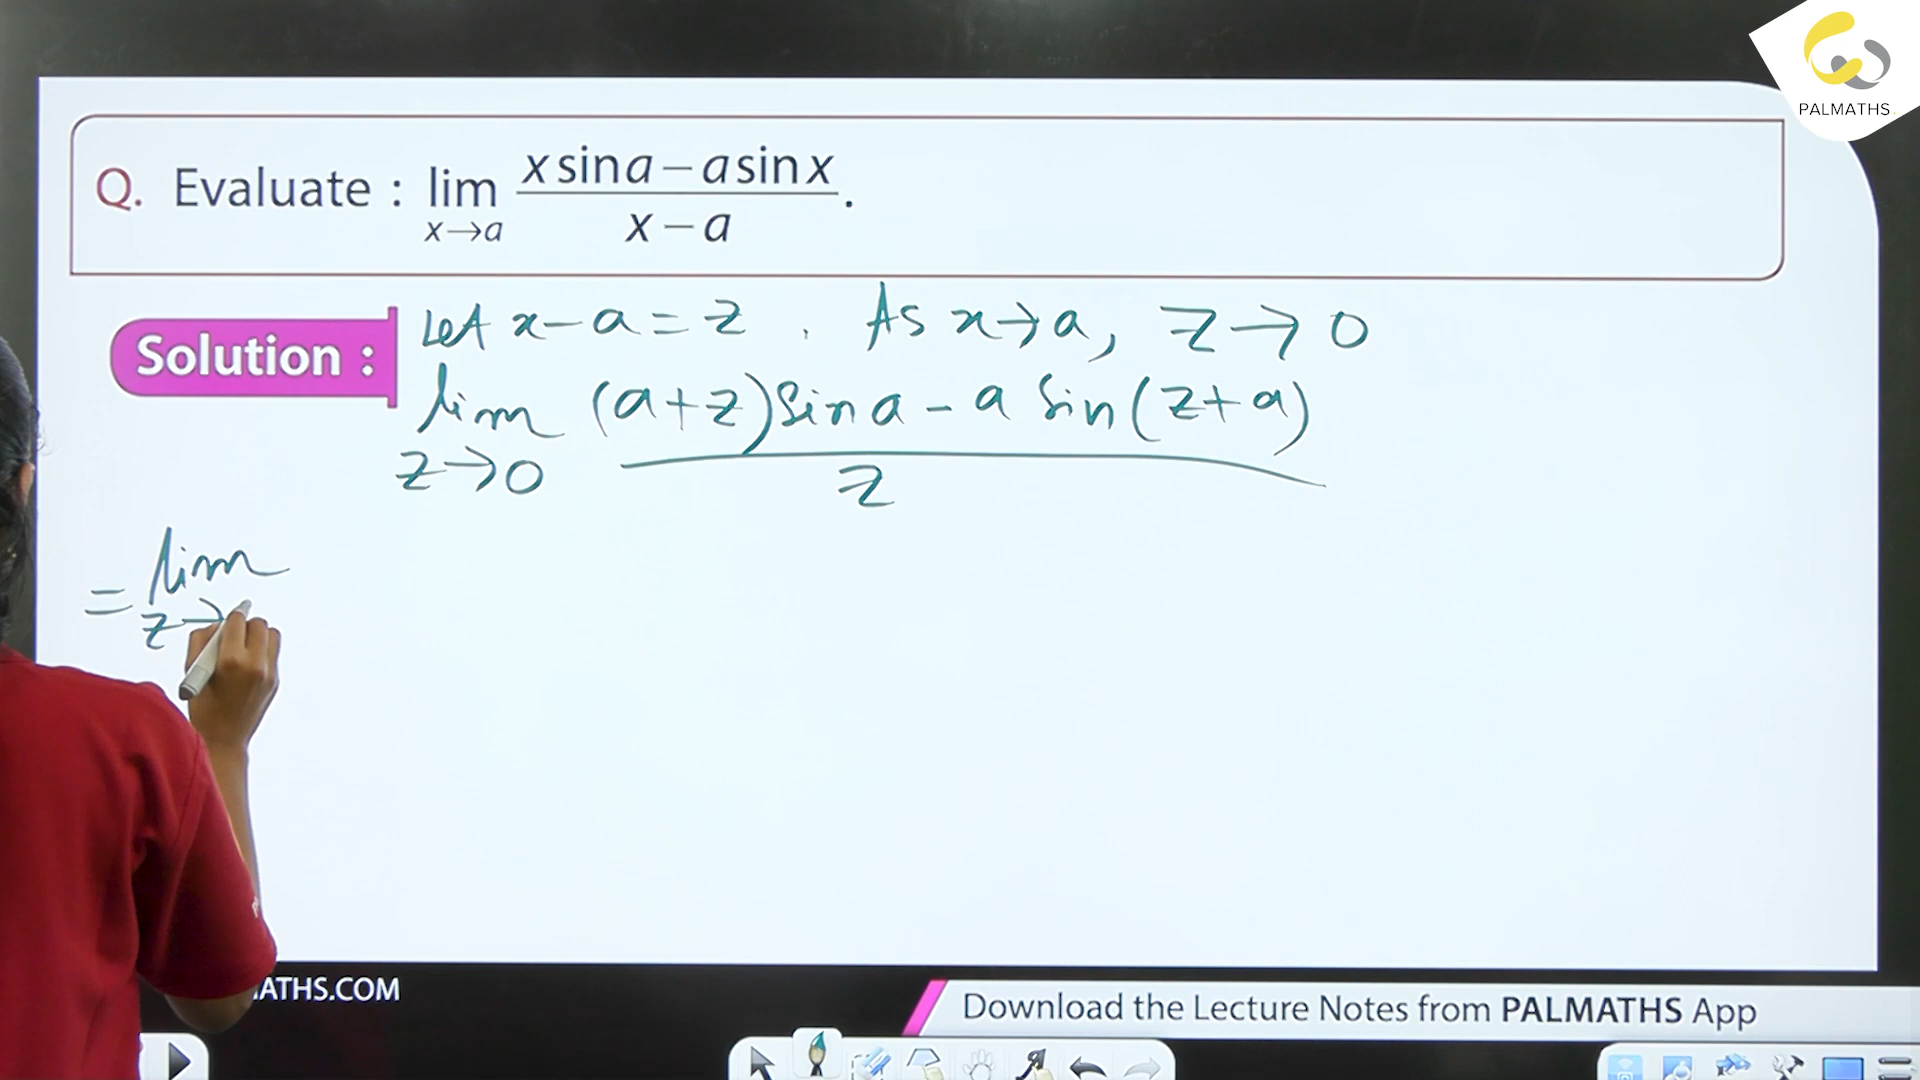 PALMATHS
Q. Evaluate : lim x→a (x sin a – a sin x)/(x – a).
Solution :
Let x – a = z . As x→a, z → 0
lim z→0 ((a+z) sin a – a sin (z+a))/z
= lim z→
ATHS.COM
Download the Lecture Notes from PALMATHS App